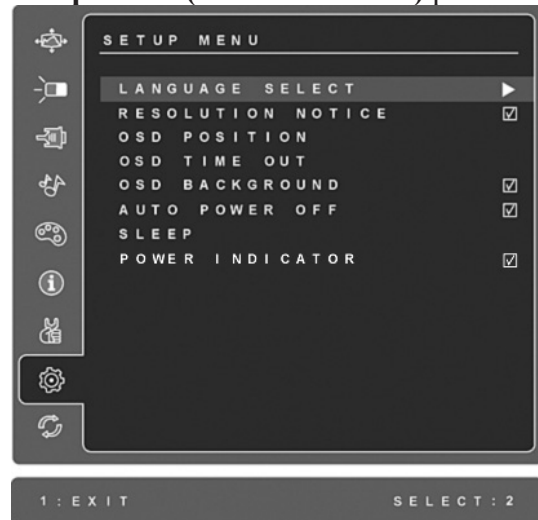 SETUP MENU
LANGUAGE SELECT
RESOLUTION NOTICE
OSD POSITION
OSD TIME OUT
OSD BACKGROUND
AUTO POWER OFF
SLEEP
POWER INDICATOR
1:EXIT SELECT:2